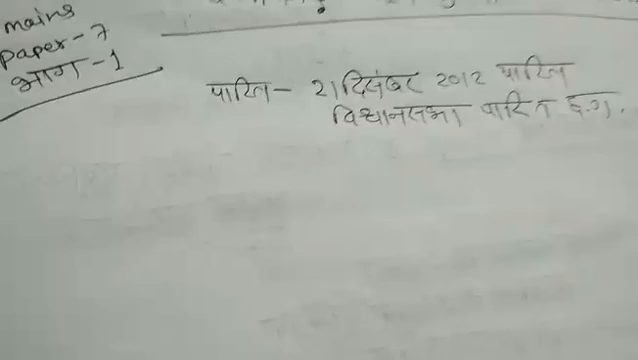 mains
paper-7
भाग-1
पारित - 21 दिसंबर 2012 पारित
विधानसभा पारित छ.ग.